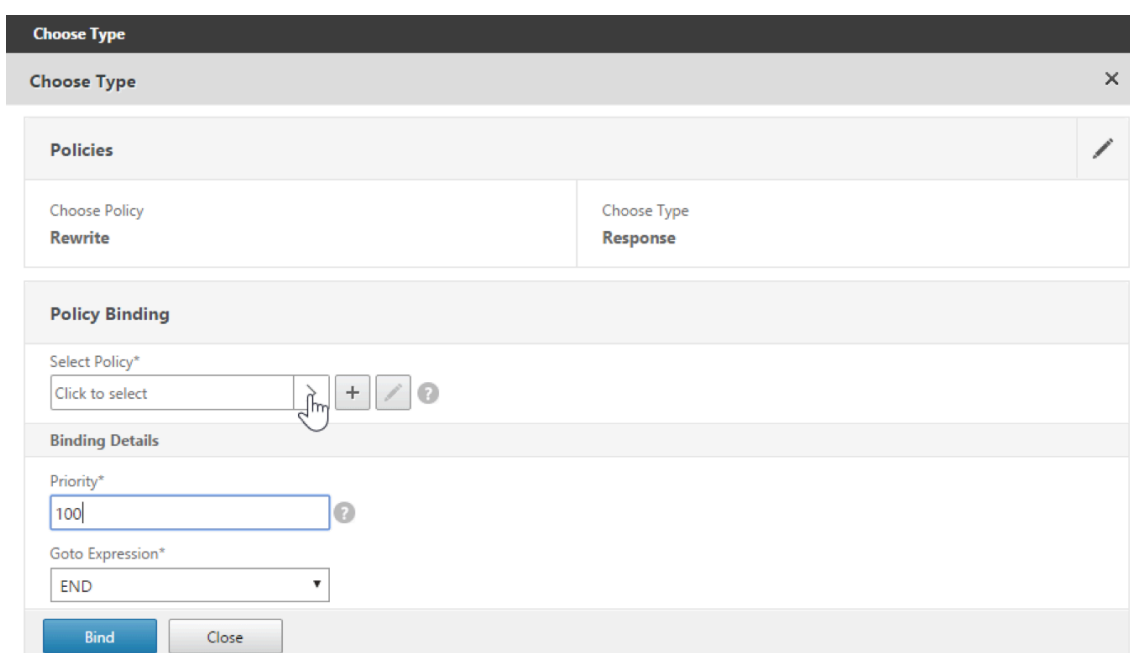 Choose Type
Choose Type
Policies
Choose Policy
Choose Type
Rewrite
Response
Policy Binding
Select Policy*
Click to select
Binding Details
Priority*
100
Goto Expression*
END
Bind
Close